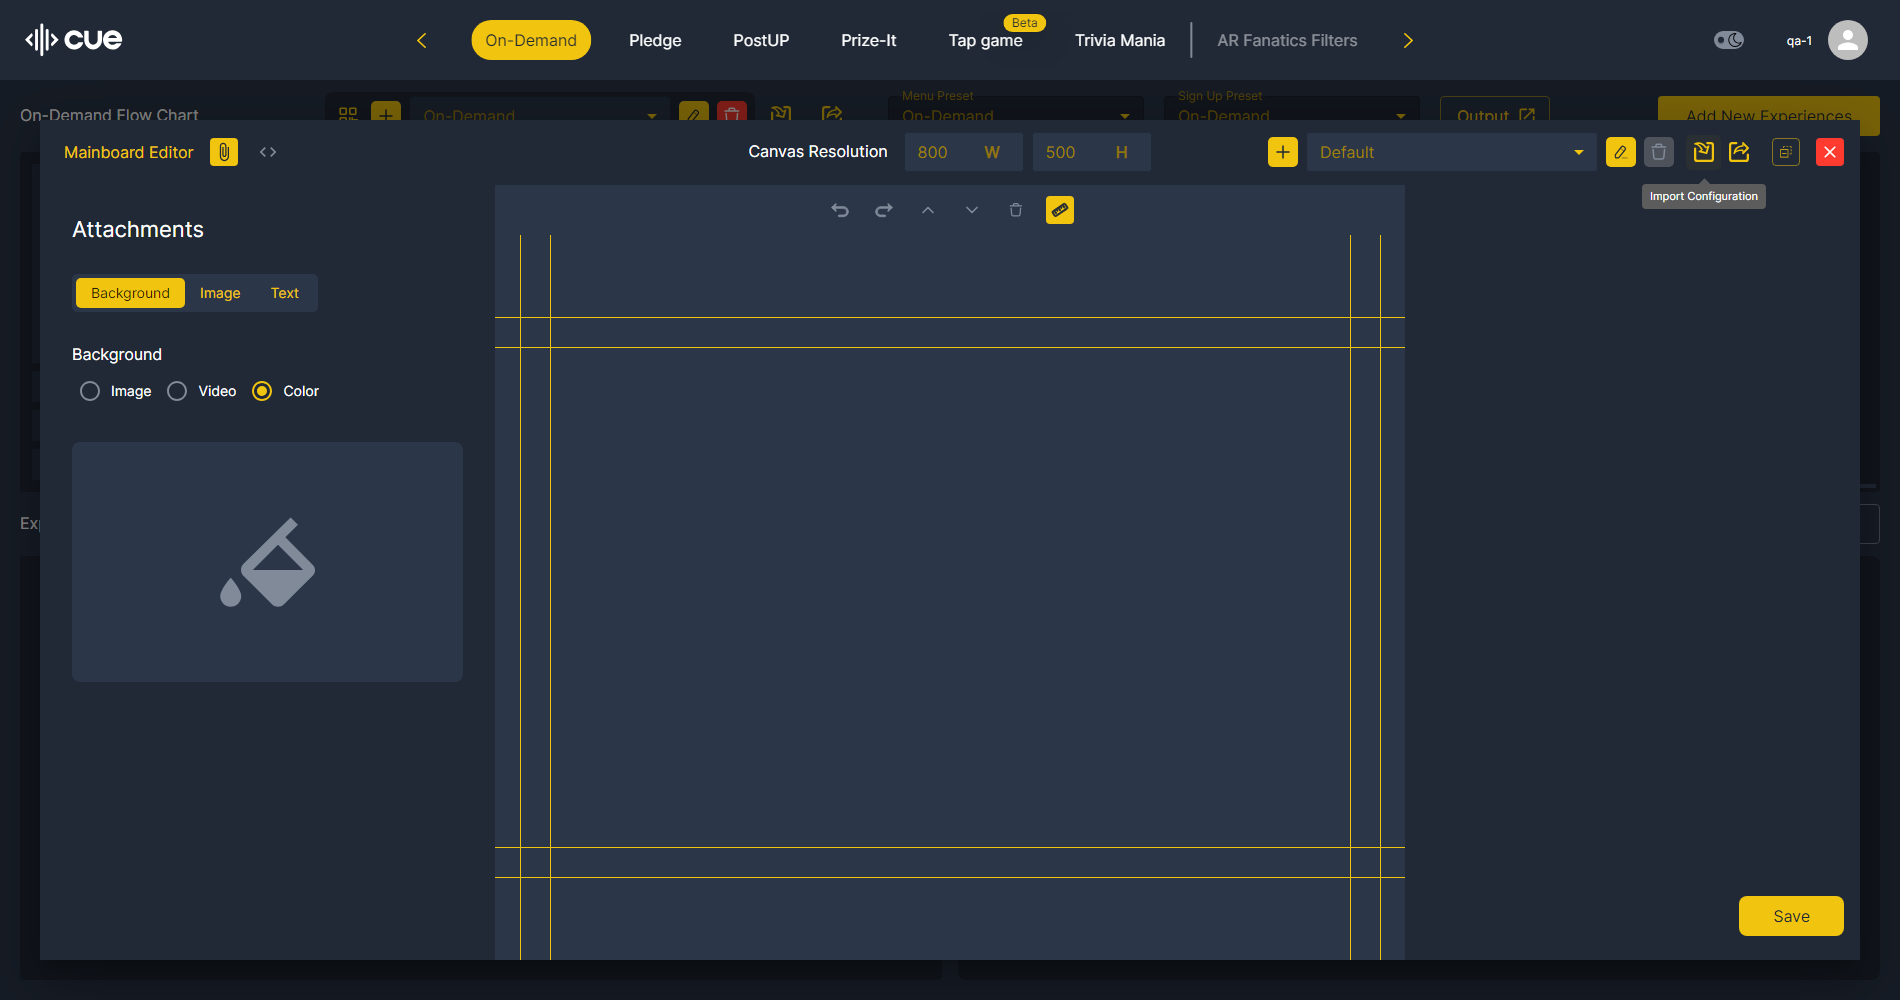 cue
On-Demand
Pledge
PostUP
Prize-It
Beta
Tap game
Trivia Mania
AR Fanatics Filters
qa-1
On-Demand Flow Chart
On-Demand
Menu Preset
On-Demand
Sign Up Preset
On-Demand
Output
Add New Experiences
Mainboard Editor
Canvas Resolution
800 W
500 H
Default
Import Configuration
Attachments
Background
Image
Text
Background
Image
Video
Color
Save